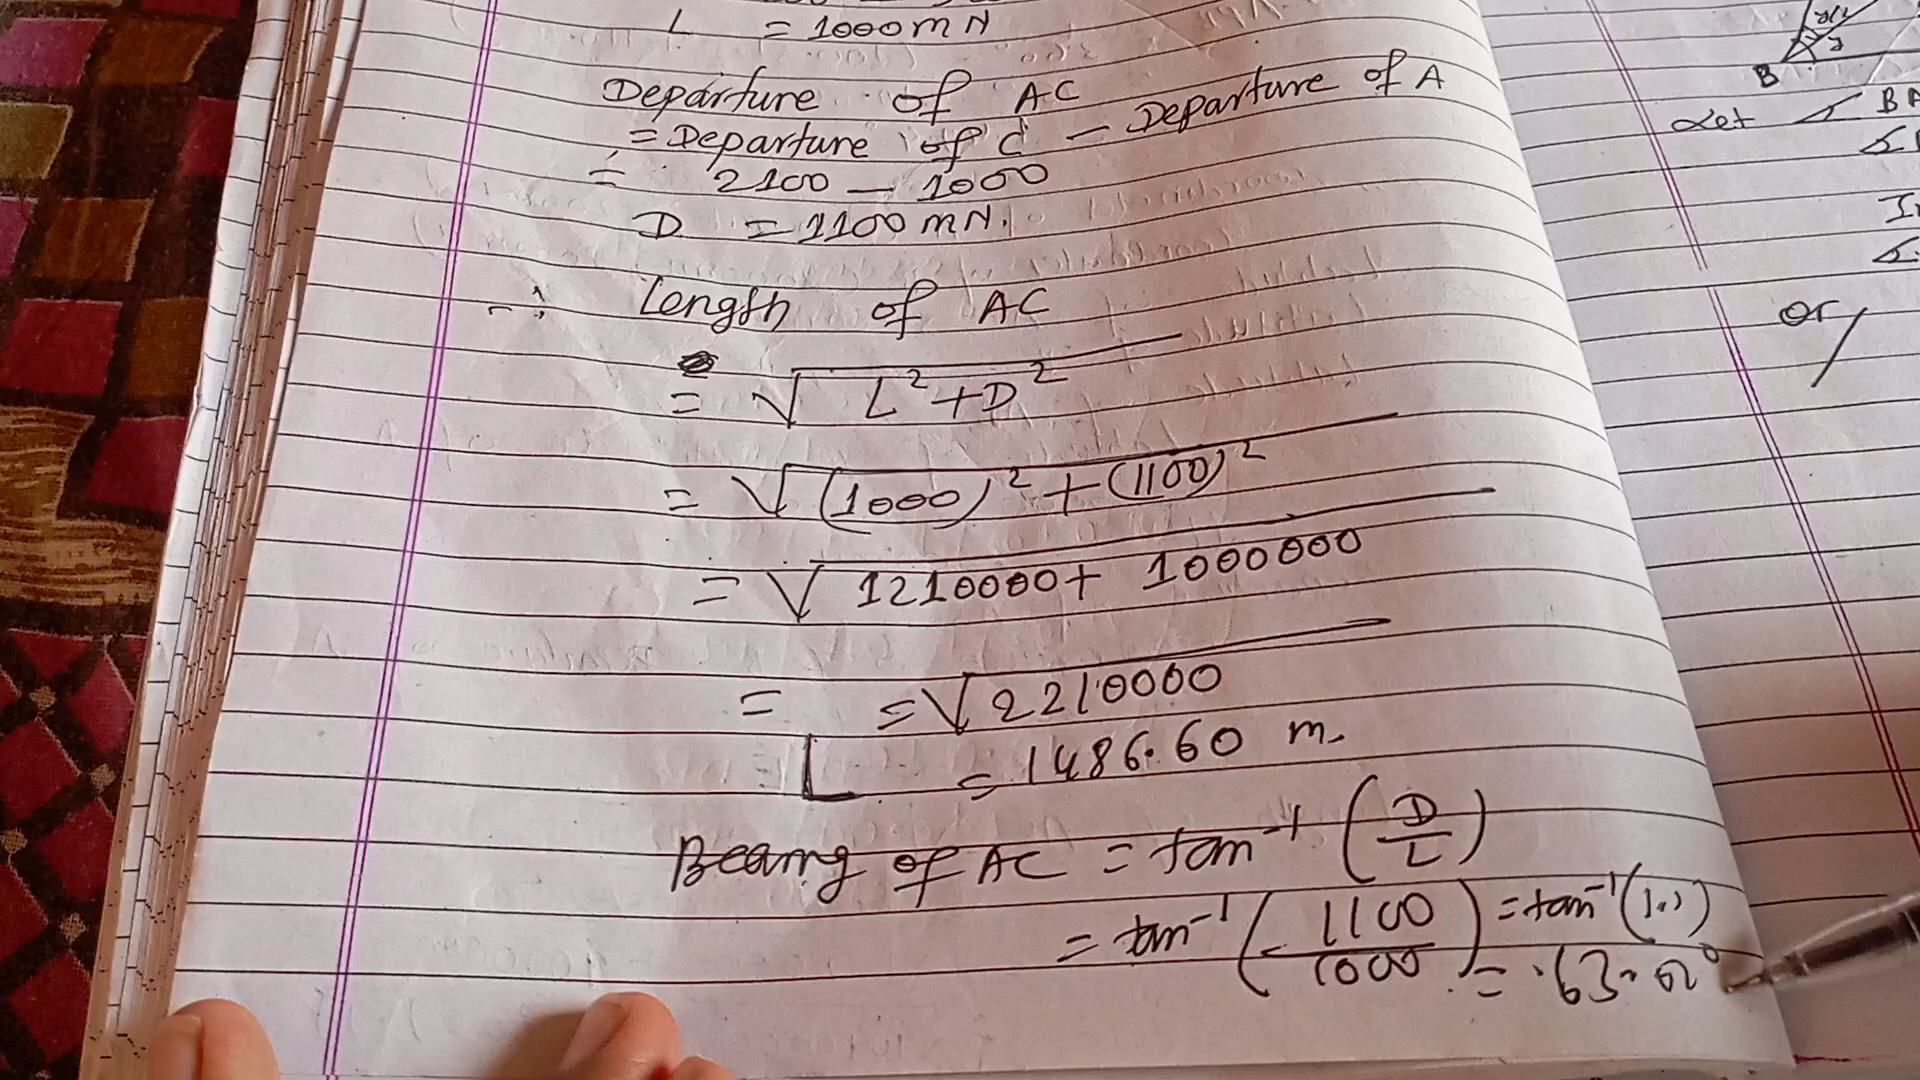 L = 1000 m N
Departure of AC
= Departure of C - Departure of A
= 2100 - 1000
D = 1100 m N.
∴ Length of AC
= √ L² + D²
= √ (1000)² + (1100)²
= √ 1210000 + 1000000
= = √ 2210000
L = 1486.60 m.
Bearing of AC = tan⁻¹ (D/L)
= tan⁻¹ (1100/1000) = tan⁻¹ (1.1)
B
Let ∠ BA
or/